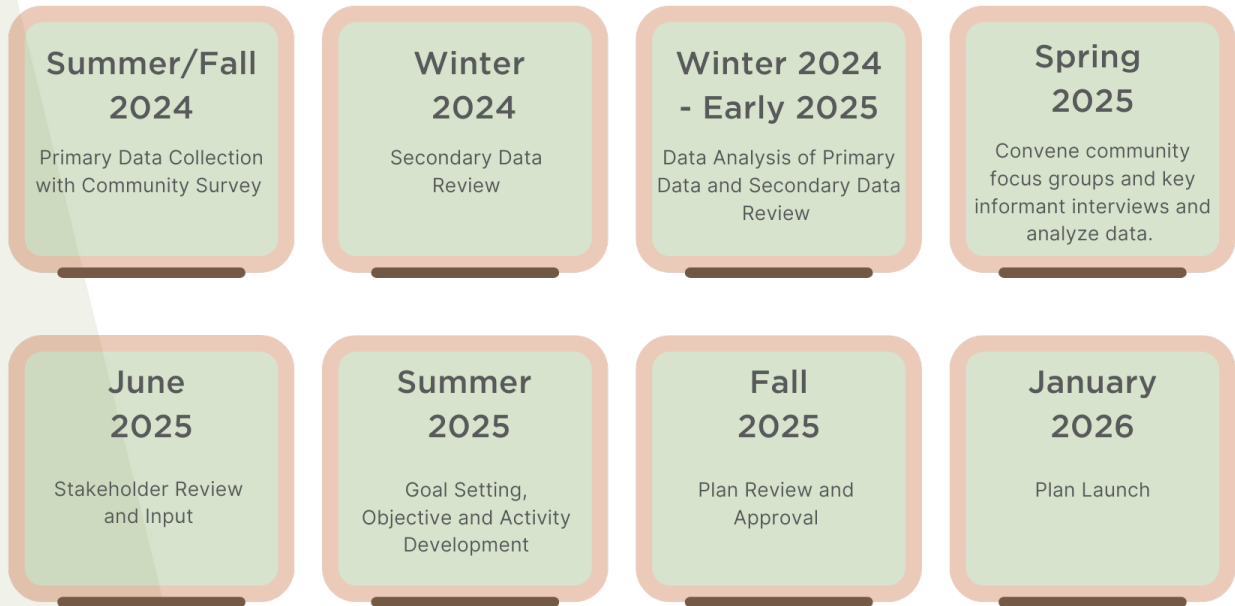 Summer/Fall
2024
Primary Data Collection
with Community Survey
Winter
2024
Secondary Data
Review
Winter 2024
- Early 2025
Data Analysis of Primary
Data and Secondary Data
Review
Spring
2025
Convene community
focus groups and key
informant interviews and
analyze data.
June
2025
Stakeholder Review
and Input
Summer
2025
Goal Setting,
Objective and Activity
Development
Fall
2025
Plan Review and
Approval
January
2026
Plan Launch